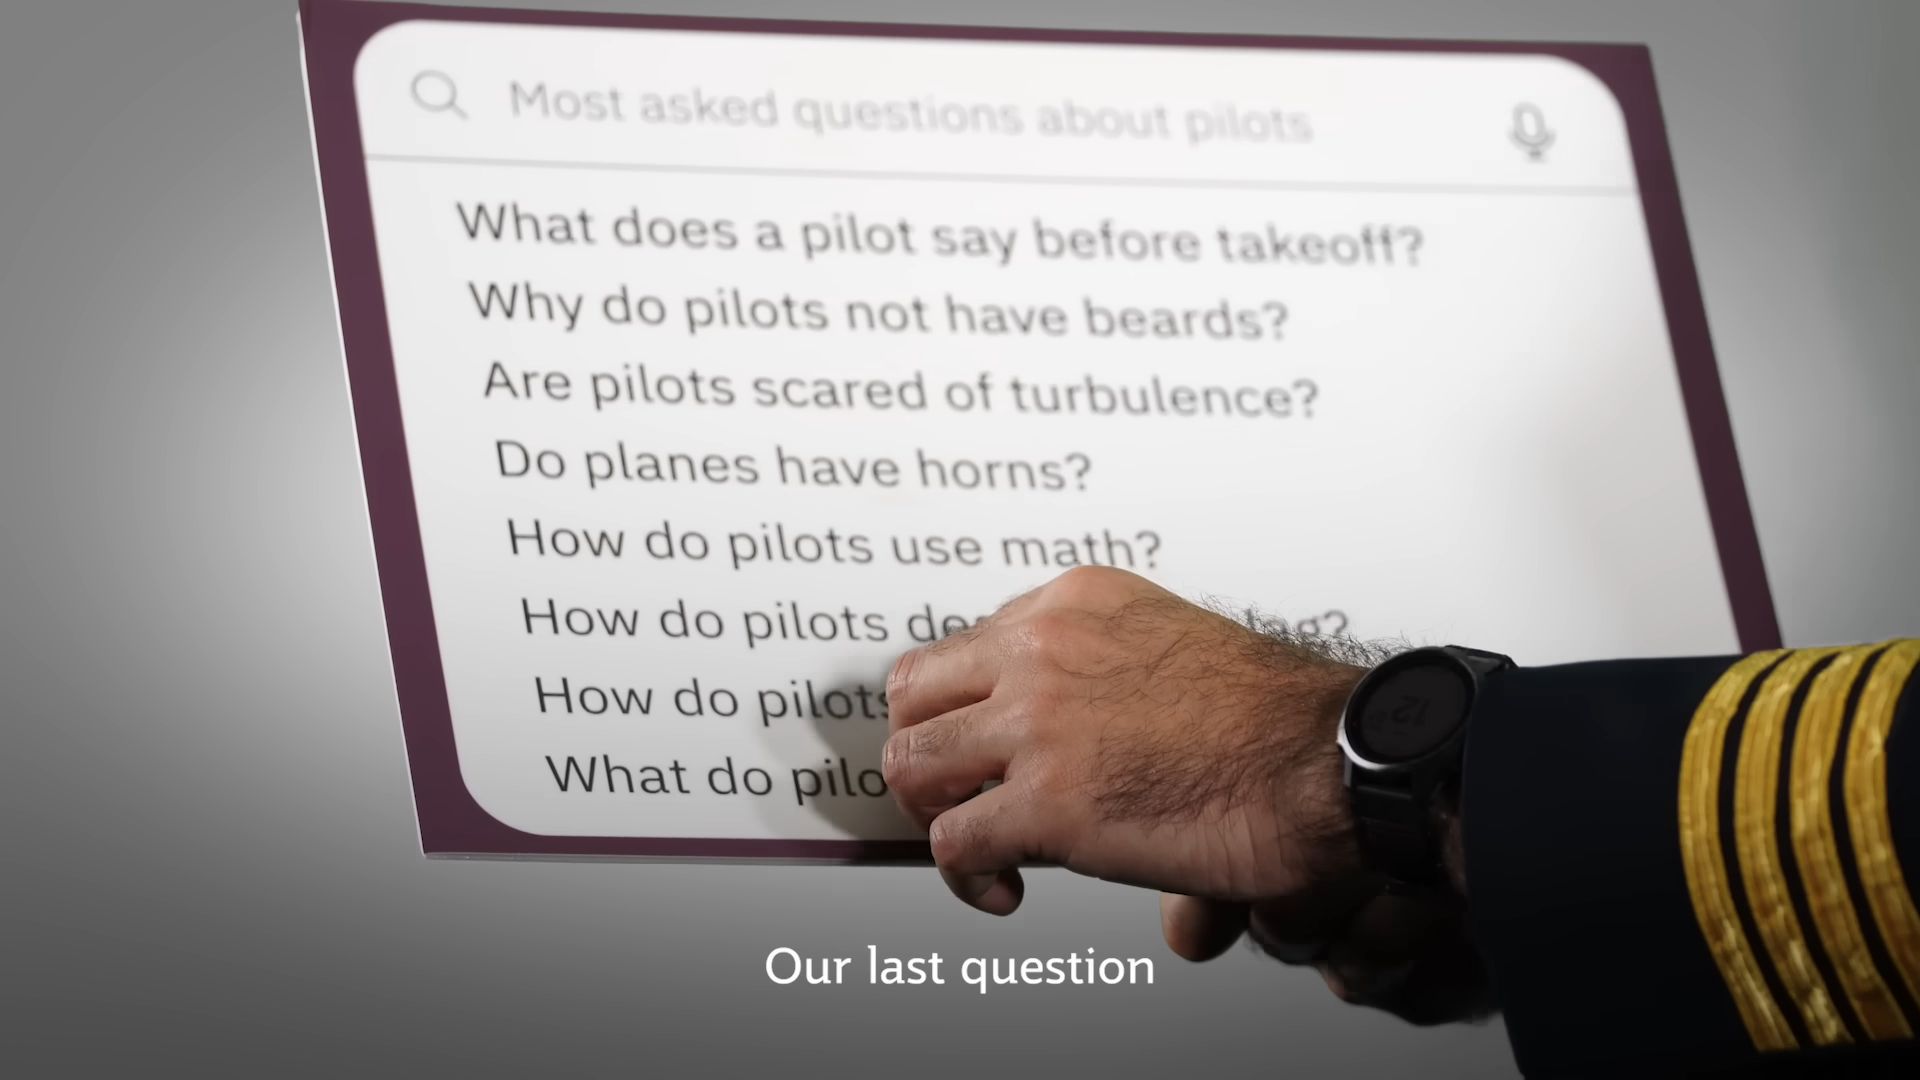 Most asked questions about pilots
What does a pilot say before takeoff?
Why do pilots not have beards?
Are pilots scared of turbulence?
Do planes have horns?
How do pilots use math?
How do pilots
How do pilots
What do
Our last question